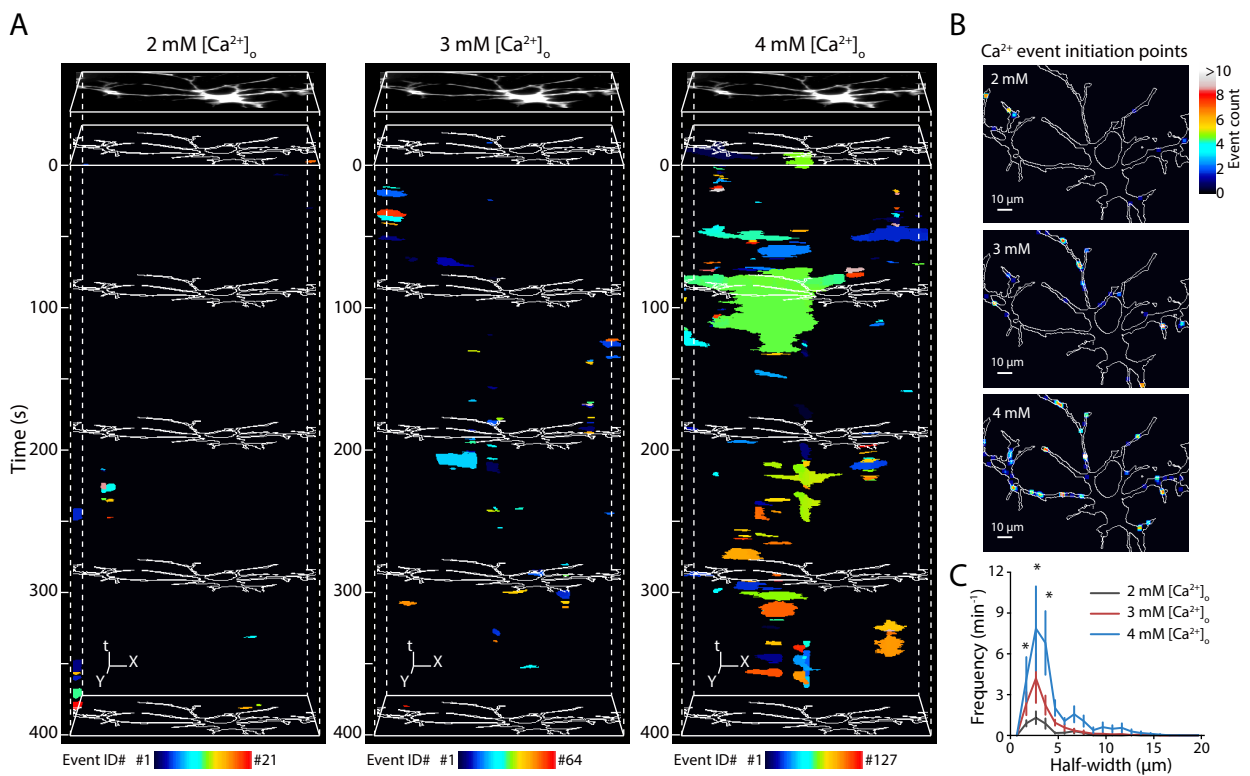 A
2 mM [Ca²⁺]ₒ
3 mM [Ca²⁺]ₒ
4 mM [Ca²⁺]ₒ
Time (s)
0
100
200
300
400
0
100
200
300
400
0
100
200
300
400
t
X
Y
t
X
Y
t
X
Y
Event ID# #1 #21
Event ID# #1 #64
Event ID# #1 #127
B
Ca²⁺ event initiation points
2 mM
10 µm
3 mM
10 µm
4 mM
10 µm
>10
8
6
4
2
0
Event count
C
Frequency (min⁻¹)
12
9
6
3
0
* * *
2 mM [Ca²⁺]ₒ
3 mM [Ca²⁺]ₒ
4 mM [Ca²⁺]ₒ
0 5 10 15 20
Half-width (µm)